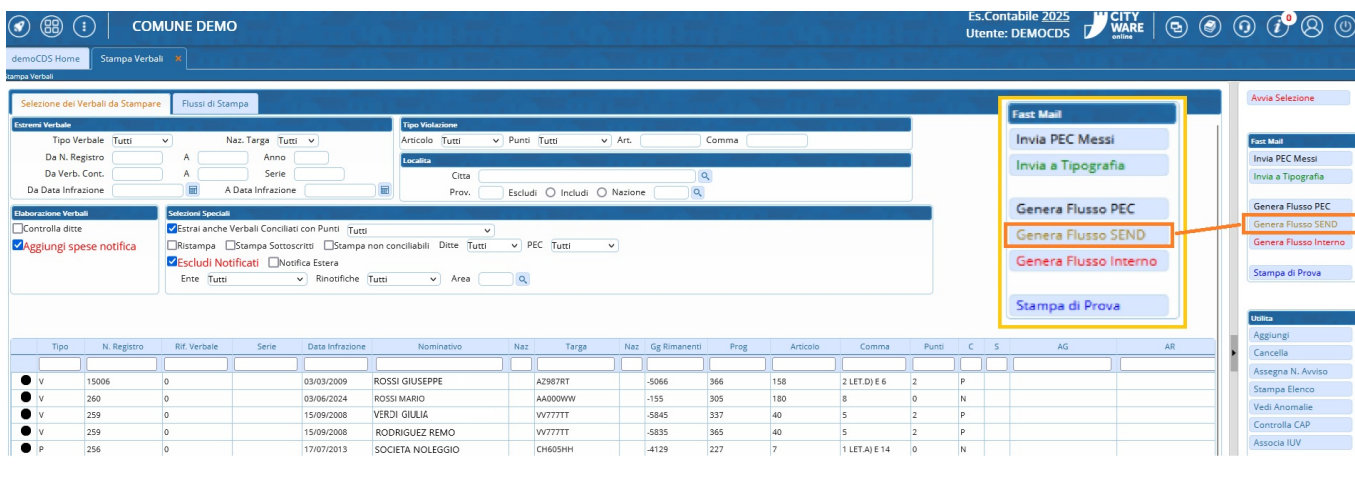 COMUNE DEMO
Es.Contabile 2025
Utente: DEMOCDS
CITY
WARE
online
0
demoCDS Home
Stampa Verbali ×
Stampa Verbali
Selezione dei Verbali da Stampare
Flussi di Stampa
Estremi Verbale
Tipo Verbale Tutti Naz. Targa Tutti
Da N. Registro A Anno
Da Verb. Cont. A Serie
Da Data Infrazione A Data Infrazione
Tipo Violazione
Articolo Tutti Punti Tutti Art. Comma
Localita
Citta
Prov. Escludi Includi Nazione
Elaborazione Verbali
Controlla ditte
Aggiungi spese notifica
Selezioni Speciali
Estrai anche Verbali Conciliati con Punti Tutti
Ristampa Stampa Sottoscritti Stampa non conciliabili Ditte Tutti PEC Tutti
Escludi Notificati Notifica Estera
Ente Tutti Rinotifiche Tutti Area
Fast Mail
Invia PEC Messi
Invia a Tipografia
Genera Flusso PEC
Genera Flusso SEND
Genera Flusso Interno
Stampa di Prova
Avvia Selezione
Fast Mail
Invia PEC Messi
Invia a Tipografia
Genera Flusso PEC
Genera Flusso SEND
Genera Flusso Interno
Stampa di Prova
Utilita
Aggiungi
Cancella
Assegna N. Avviso
Stampa Elenco
Vedi Anomalie
Controlla CAP
Associa IUV
Tipo N. Registro Rif. Verbale Serie Data Infrazione Nominativo Naz Targa Naz Gg Rimanenti Prog Articolo Comma Punti C S AG AR
V 15006 0 03/03/2009 ROSSI GIUSEPPE AZ987RT -5066 366 158 2 LET.D) E 6 2 P
V 260 0 03/06/2024 ROSSI MARIO AA000WW -155 305 180 8 0 N
V 259 0 15/09/2008 VERDI GIULIA VV777TT -5845 337 40 5 2 P
V 259 0 15/09/2008 RODRIGUEZ REMO VV777TT -5835 365 40 5 2 P
P 256 0 17/07/2013 SOCIETA NOLEGGIO CH605HH -4129 227 7 1 LET.A) E 14 0 N